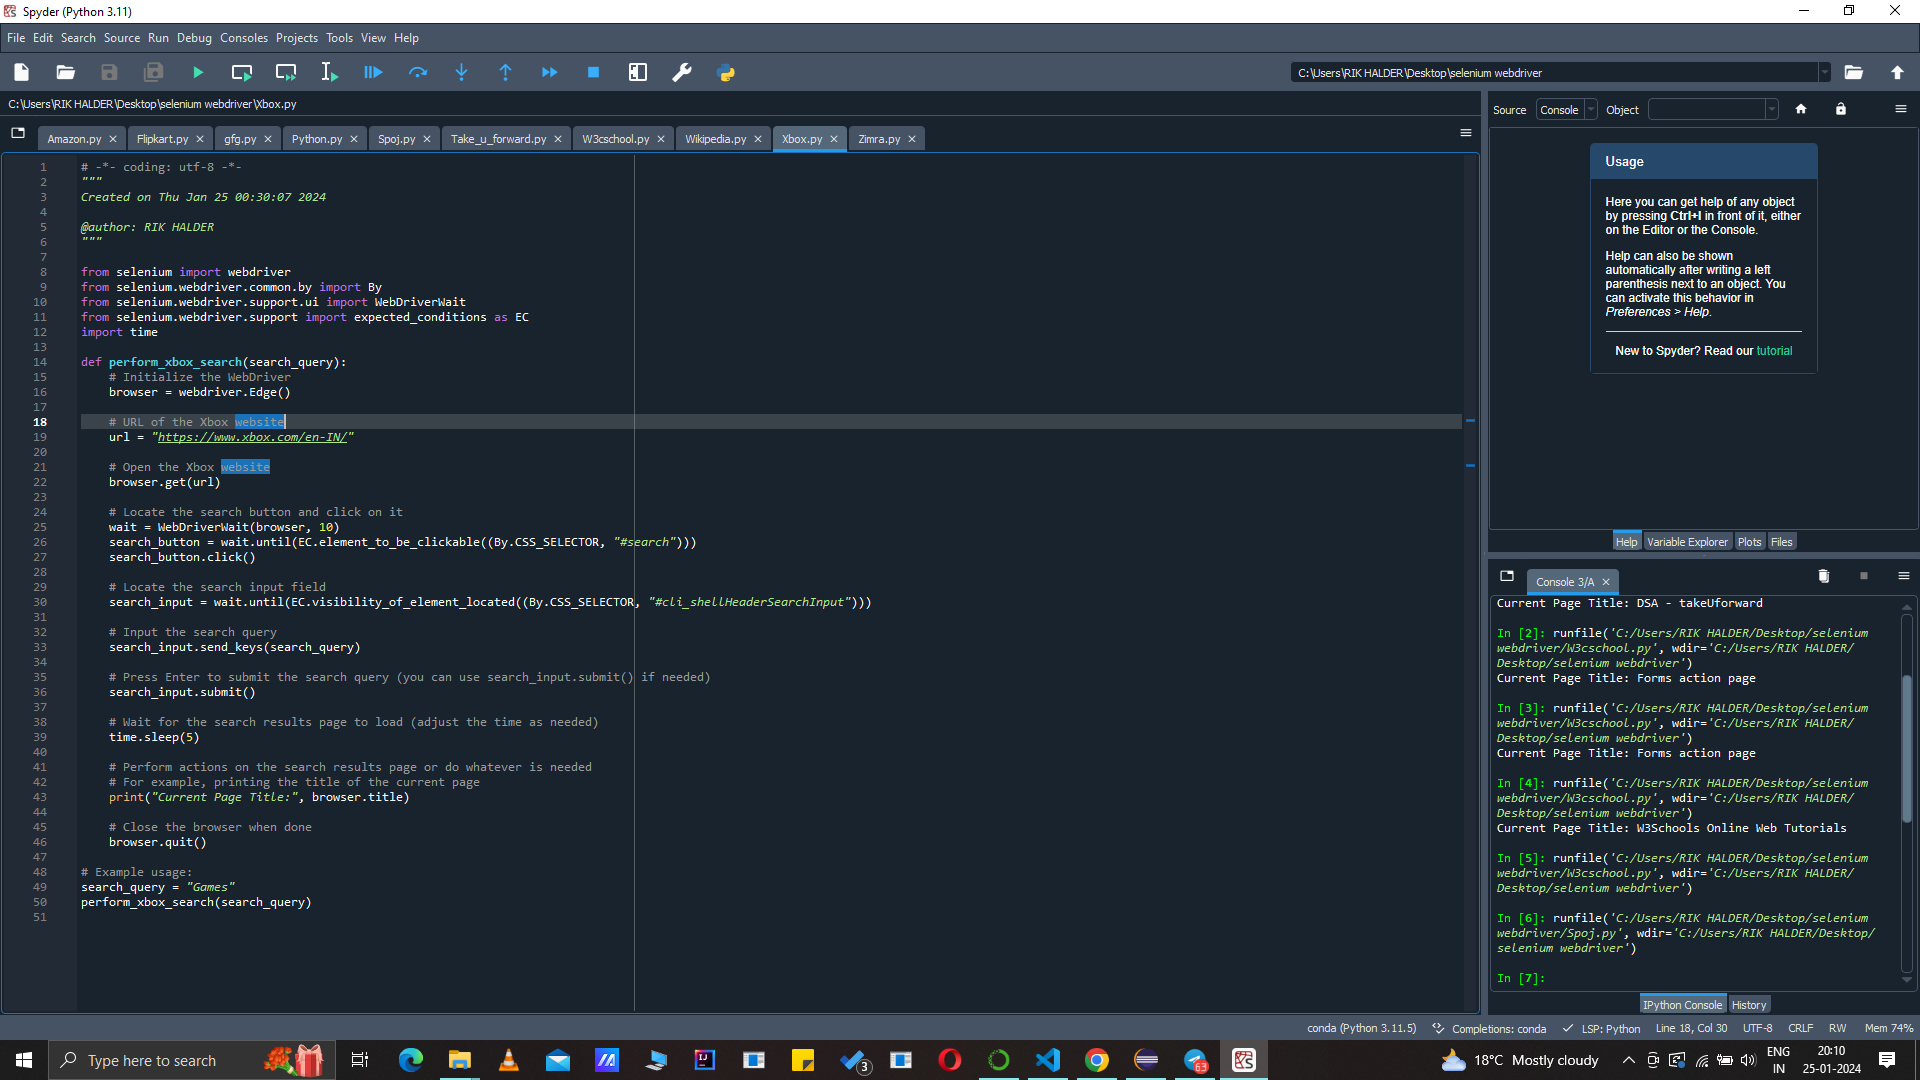 Spyder (Python 3.11)
File Edit Search Source Run Debug Consoles Projects Tools View Help
C:\Users\RIK HALDER\Desktop\selenium webdriver
C:\Users\RIK HALDER\Desktop\selenium webdriver\Xbox.py
Amazon.py Flipkart.py gfg.py Python.py Spoj.py Take_u_forward.py W3cschool.py Wikipedia.py Xbox.py Zimra.py
1 # -*- coding: utf-8 -*-
2 """
3 Created on Thu Jan 25 00:30:07 2024
4
5 @author: RIK HALDER
6 """
7
8 from selenium import webdriver
9 from selenium.webdriver.common.by import By
10 from selenium.webdriver.support.ui import WebDriverWait
11 from selenium.webdriver.support import expected_conditions as EC
12 import time
13
14 def perform_xbox_search(search_query):
15     # Initialize the WebDriver
16     browser = webdriver.Edge()
17
18     # URL of the Xbox website
19     url = "https://www.xbox.com/en-IN/"
20
21     # Open the Xbox website
22     browser.get(url)
23
24     # Locate the search button and click on it
25     wait = WebDriverWait(browser, 10)
26     search_button = wait.until(EC.element_to_be_clickable((By.CSS_SELECTOR, "#search")))
27     search_button.click()
28
29     # Locate the search input field
30     search_input = wait.until(EC.visibility_of_element_located((By.CSS_SELECTOR, "#cli_shellHeaderSearchInput")))
31
32     # Input the search query
33     search_input.send_keys(search_query)
34
35     # Press Enter to submit the search query (you can use search_input.submit() if needed)
36     search_input.submit()
37
38     # Wait for the search results page to load (adjust the time as needed)
39     time.sleep(5)
40
41     # Perform actions on the search results page or do whatever is needed
42     # For example, printing the title of the current page
43     print("Current Page Title:", browser.title)
44
45     # Close the browser when done
46     browser.quit()
47
48 # Example usage:
49 search_query = "Games"
50 perform_xbox_search(search_query)
51
Source Console Object
Usage
Here you can get help of any object
by pressing Ctrl+I in front of it, either
on the Editor or the Console.
Help can also be shown
automatically after writing a left
parenthesis next to an object. You
can activate this behavior in
Preferences > Help.
New to Spyder? Read our tutorial
Help Variable Explorer Plots Files
Console 3/A
Current Page Title: DSA - takeUforward
In [2]: runfile('C:/Users/RIK HALDER/Desktop/selenium
webdriver/W3cschool.py', wdir='C:/Users/RIK HALDER/
Desktop/selenium webdriver')
Current Page Title: Forms action page
In [3]: runfile('C:/Users/RIK HALDER/Desktop/selenium
webdriver/W3cschool.py', wdir='C:/Users/RIK HALDER/
Desktop/selenium webdriver')
Current Page Title: Forms action page
In [4]: runfile('C:/Users/RIK HALDER/Desktop/selenium
webdriver/W3cschool.py', wdir='C:/Users/RIK HALDER/
Desktop/selenium webdriver')
Current Page Title: W3Schools Online Web Tutorials
In [5]: runfile('C:/Users/RIK HALDER/Desktop/selenium
webdriver/W3cschool.py', wdir='C:/Users/RIK HALDER/
Desktop/selenium webdriver')
In [6]: runfile('C:/Users/RIK HALDER/Desktop/selenium
webdriver/Spoj.py', wdir='C:/Users/RIK HALDER/Desktop/
selenium webdriver')
In [7]:
IPython Console History
conda (Python 3.11.5) Completions: conda LSP: Python Line 18, Col 30 UTF-8 CRLF RW Mem 74%
Type here to search
3
63
18°C Mostly cloudy
ENG
IN
20:10
25-01-2024